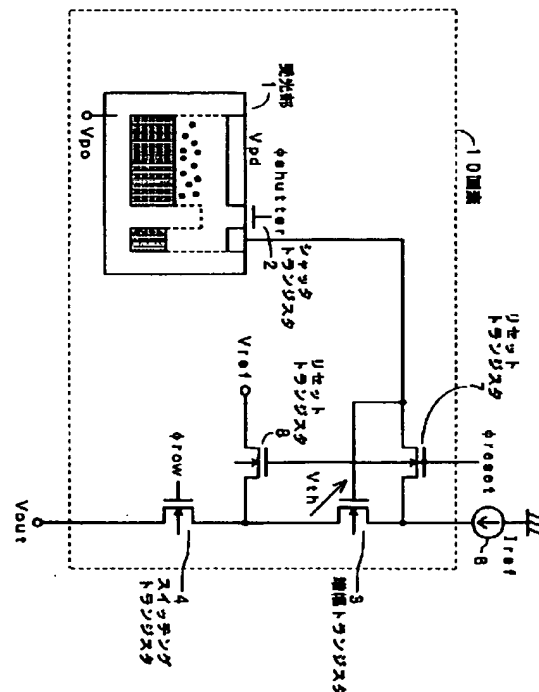 10画素
受光部
1
Vpd
φshutter
2
シャッタ
トランジスタ
Vpo
リセット
トランジスタ
7
φreset
Iref
6
リセット
トランジスタ
8
Vref
Vth
3
増幅トランジスタ
φrow
4
スイッチング
トランジスタ
Vout